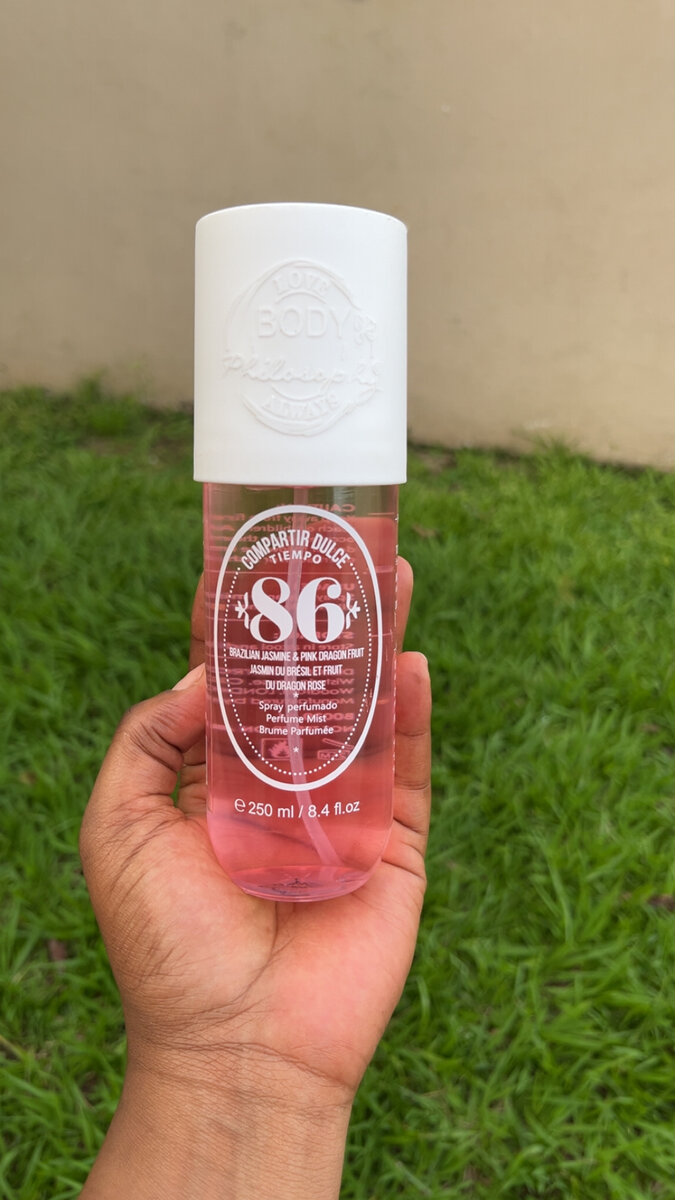 LOVE
BODY
Philosophy
ALWAYS
COMPARTIR DULCE
TIEMPO
86
BRAZILIAN JASMINE & PINK DRAGON FRUIT
JASMIN DU BRÉSIL ET FRUIT
DU DRAGON ROSE
*
Spray perfumado
Perfume Mist
Brume Parfumée
*
℮ 250 ml / 8.4 fl.oz